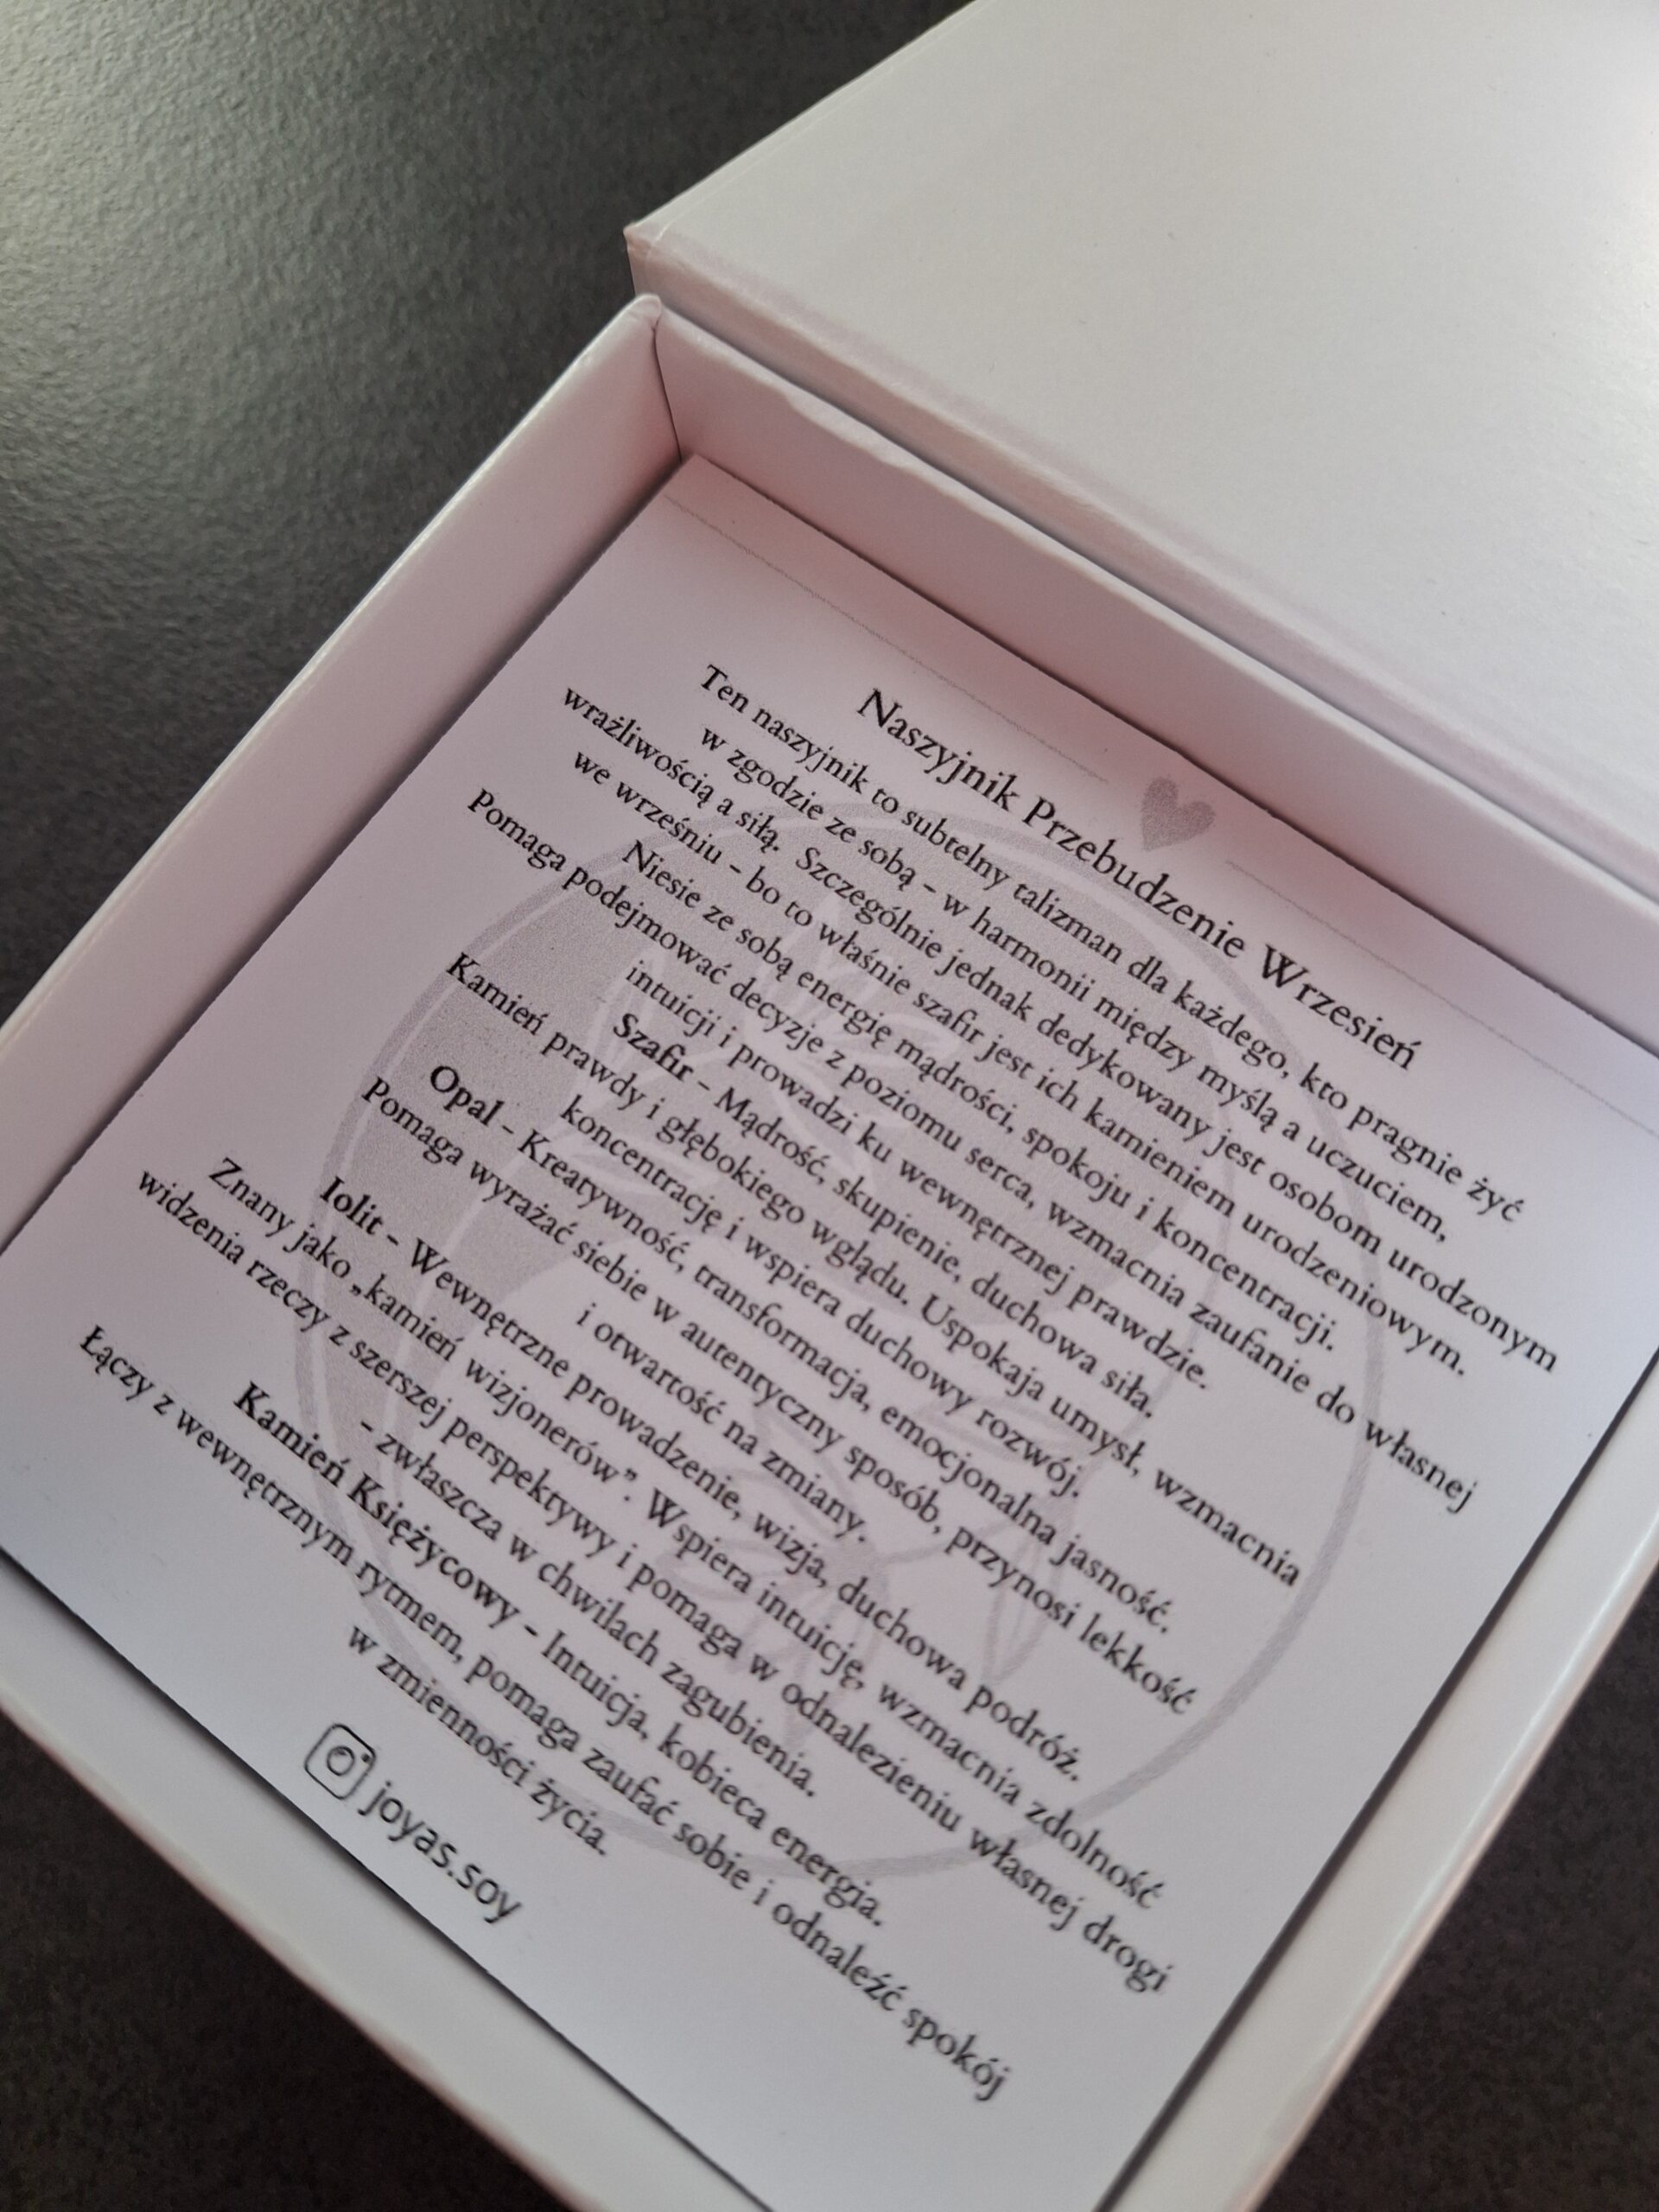 Naszyjnik Przebudzenie Wrzesień
Ten naszyjnik to subtelny talizman dla każdego, kto pragnie żyć
w zgodzie ze sobą - w harmonii między myślą a uczuciem,
wrażliwością a siłą. Szczególnie jednak dedykowany jest osobom urodzonym
we wrześniu - bo to właśnie szafir jest ich kamieniem urodzeniowym.
Niesie ze sobą energię mądrości, spokoju i koncentracji.
Pomaga podejmować decyzje z poziomu serca, wzmacnia zaufanie do własnej
intuicji i prowadzi ku wewnętrznej prawdzie.
Szafir - Mądrość, skupienie, duchowa siła.
Kamień prawdy i głębokiego wglądu. Uspokaja umysł, wzmacnia
koncentrację i wspiera duchowy rozwój.
Opal - Kreatywność, transformacja, emocjonalna jasność.
Pomaga wyrażać siebie w autentyczny sposób, przynosi lekkość
i otwartość na zmiany.
Iolit - Wewnętrzne prowadzenie, wizja, duchowa podróż.
Znany jako „kamień wizjonerów”. Wspiera intuicję, wzmacnia zdolność
widzenia rzeczy z szerszej perspektywy i pomaga w odnalezieniu własnej drogi
- zwłaszcza w chwilach zagubienia.
Kamień Księżycowy - Intuicja, kobieca energia.
Łączy z wewnętrznym rytmem, pomaga zaufać sobie i odnaleźć spokój
w zmienności życia.
joyas.soy